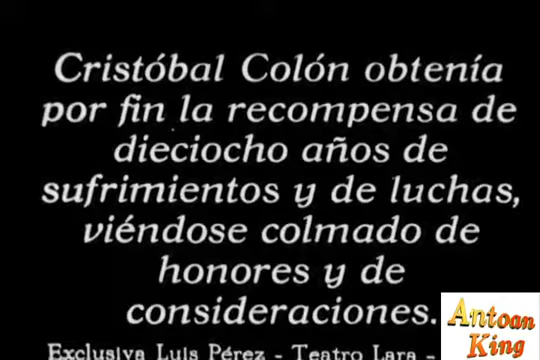 Cristóbal Colón obtenía
por fin la recompensa de
dieciocho años de
sufrimientos y de luchas,
viéndose colmado de
honores y de
consideraciones.
Exclusiva Luis Pérez - Teatro Lara -
Antoan
King